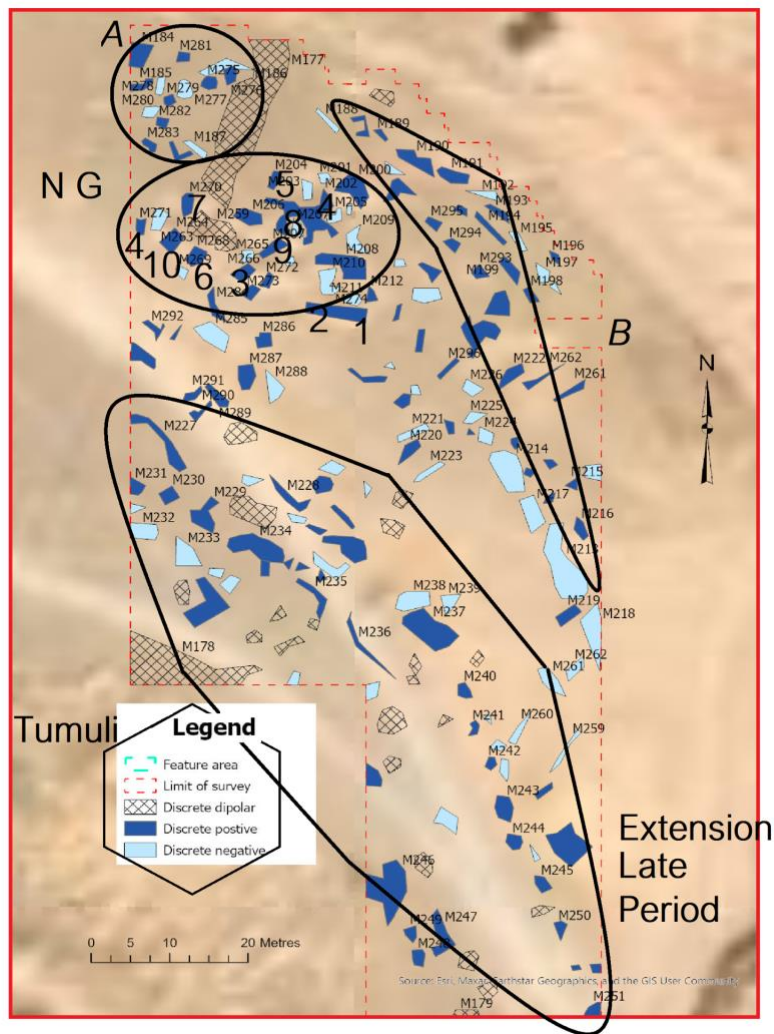 A
M184
M281
M177
M185
M275
M186
M278
M279
M276
M280
M277
M282
M188
M189
M283
M187
M190
M204
M291
M200
M191
N G
M270
M203
5
M202
M192
M206
4
M205
M193
7
M271
M264
M259
8
M209
M295
M194
4
M263
M268
M265
M208
M294
M195
M196
10
M269
M266
9
M210
M293
M197
6
3
M272
M199
M198
M273
M211
M212
M274
2
1
M292
M285
M286
B
N
M287
M288
M296
M222
M262
M226
M261
M291
M290
M289
M225
M227
M221
M224
M220
M214
M223
M231
M230
M229
M228
M215
M217
M216
M232
M233
M234
M213
M235
M238
M239
M237
M219
M218
M236
M178
M262
M261
M240
Tumuli
Legend
Feature area
Limit of survey
Discrete dipolar
Discrete postive
Discrete negative
M241
M260
M259
M242
M243
M244
Extension
Late
Period
M246
M245
M249
M247
M250
0 5 10 20 Metres
Source: Esri, Maxar, Earthstar Geographics, and the GIS User Community
M179
M251